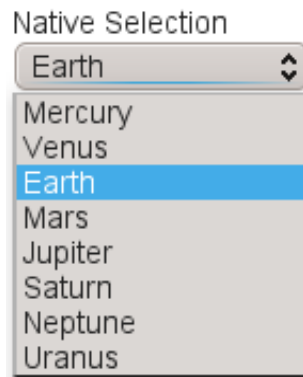 Native Selection
Earth
Mercury
Venus
Earth
Mars
Jupiter
Saturn
Neptune
Uranus